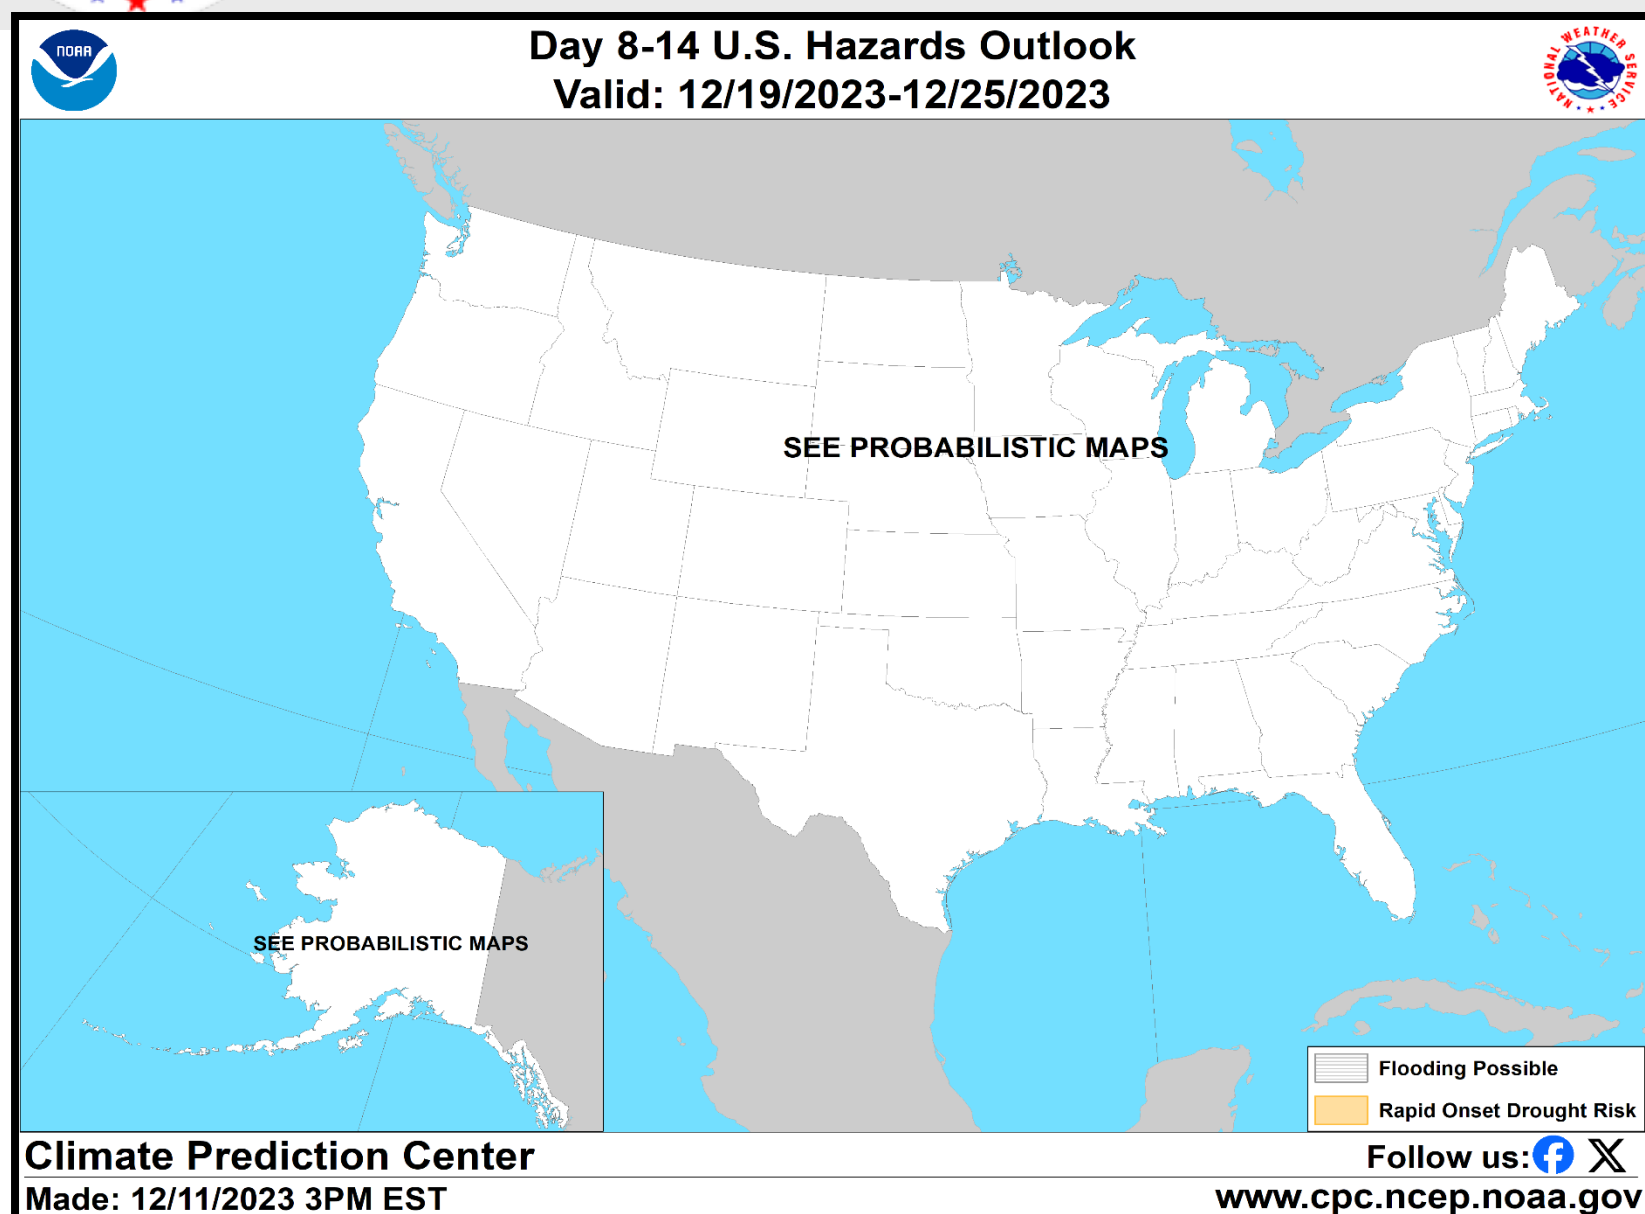 NOAA
Day 8-14 U.S. Hazards Outlook
Valid: 12/19/2023-12/25/2023
NATIONAL WEATHER SERVICE
SEE PROBABILISTIC MAPS
SEE PROBABILISTIC MAPS
Flooding Possible
Rapid Onset Drought Risk
Climate Prediction Center
Follow us:
Made: 12/11/2023 3PM EST
www.cpc.ncep.noaa.gov